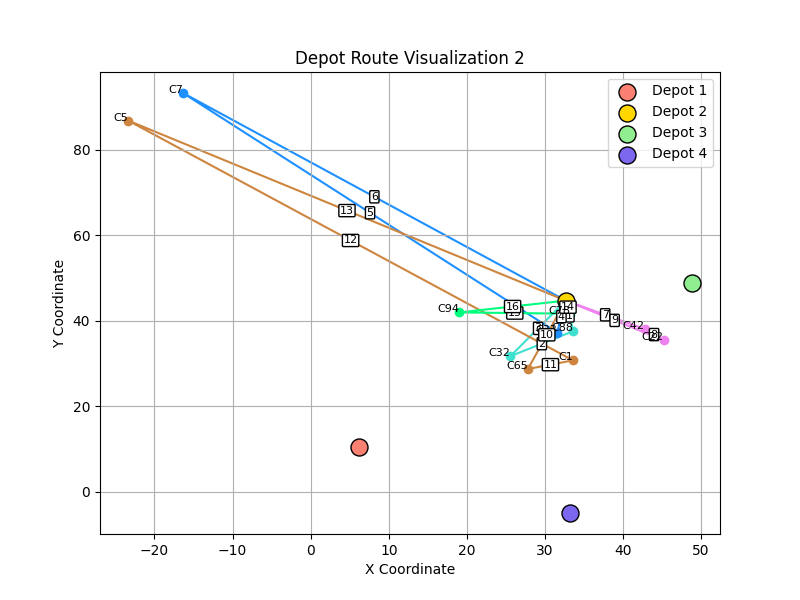 Depot Route Visualization 2
Depot 1
Depot 2
Depot 3
Depot 4
C7
C5
6
13
5
12
C94
16
14
7
9
C42
8
10
2
C32
C1
C65
11
80
60
40
20
0
−20
−10
0
10
20
30
40
50
X Coordinate
Y Coordinate